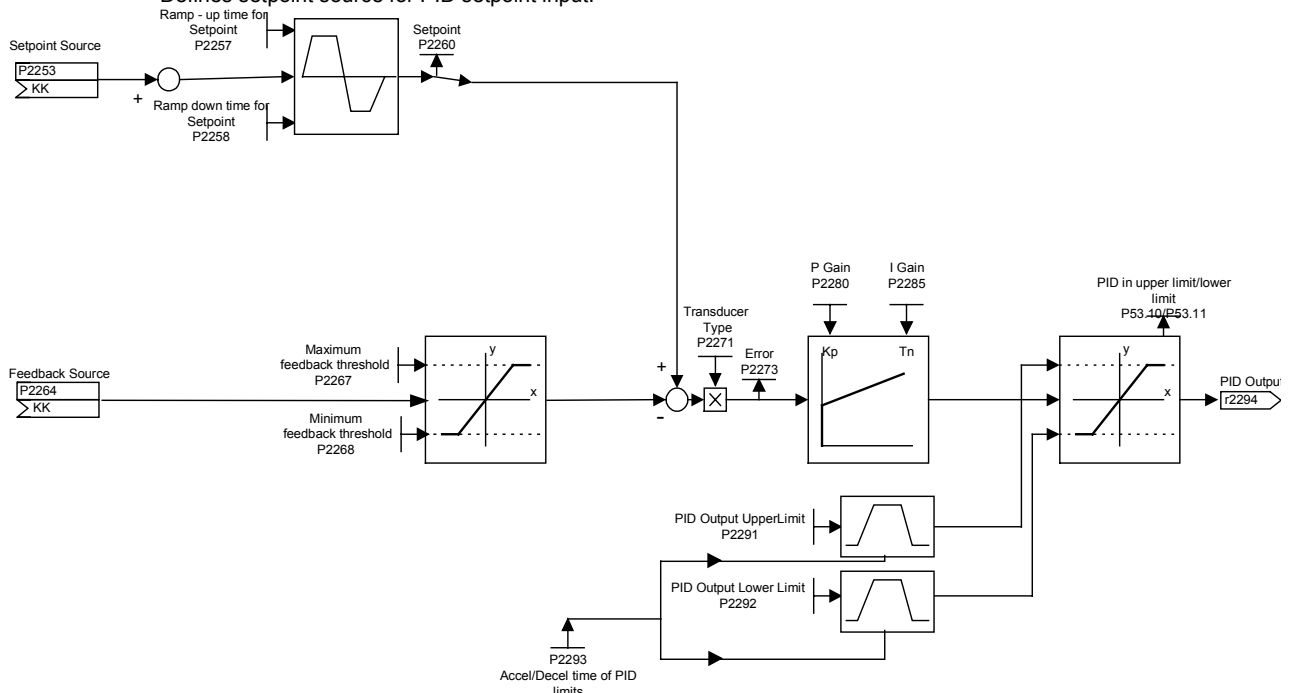 Defines setpoint source for PID setpoint input.
Ramp - up time for
Setpoint
P2257
Setpoint
P2260
Setpoint Source
P2253
KK
+
Ramp down time for
Setpoint
P2258
P Gain
P2280
I Gain
P2285
PID in upper limit/lower
limit
P53.10/P53.11
Transducer
Type
P2271
Error
P2273
Maximum
feedback threshold
P2267
y
x
Kp
Tn
y
x
Feedback Source
P2264
KK
+
-
X
PID Output
r2294
Minimum
feedback threshold
P2268
PID Output UpperLimit
P2291
PID Output Lower Limit
P2292
P2293
Accel/Decel time of PID
limits